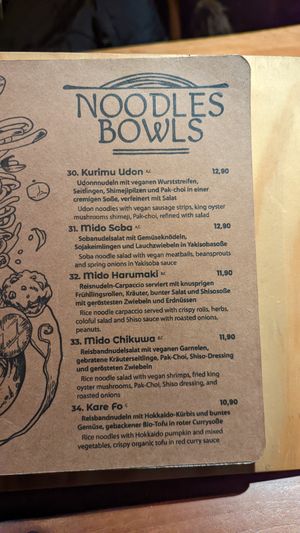 NOODLES
BOWLS
30. Kurimu Udon A,C 12,90
Udonnnudeln mit veganen Wurststreifen,
Seitlingen, Shimejipilzen und Pak-choi in einer
cremigen Soße, verfeinert mit Salat
Udon noodles with vegan sausage strips, king oyster
mushrooms shimeji, Pak-choi, refined with salad
31. Mido Soba 11,90
Sobanudelsalat mit Gemüseknödeln,
Sojakeimlingen und Lauchzwiebeln in Yakisobasoße
Soba noodle salad with vegan meatballs, beansprouts
and spring onions in Yakisoba sauce
32. Mido Harumaki 11,90
Reisnudeln-Carpaccio serviert mit knusprigen
Frühlingsrollen, Kräuter, bunter Salat und Shisosoße
mit geröstesten Zwiebeln und Erdnüssen
Rice noodle carpaccio served with crispy rolls, herbs,
coloful salad and Shiso sauce with roasted onions,
peanuts.
33. Mido Chikuwa 11,90
Reisbandnudelsalat mit veganen Garnelen,
gebratene Kräuterseitlinge, Pak-Choi, Shiso-Dressing
und gerösteten Zwiebeln
Rice noodle salad with vegan shrimps, fried king
oyster mushrooms, Pak-Choi, Shiso dressing, and
roasted onions
34. Kare Fo 10,90
Reisbandnudeln mit Hokkaido-Kürbis und buntes
Gemüse, gebackener Bio-Tofu in roter Currysoße
Rice noodles with Hokkaido pumpkin and mixed
vegetables, crispy organic tofu in red curry sauce